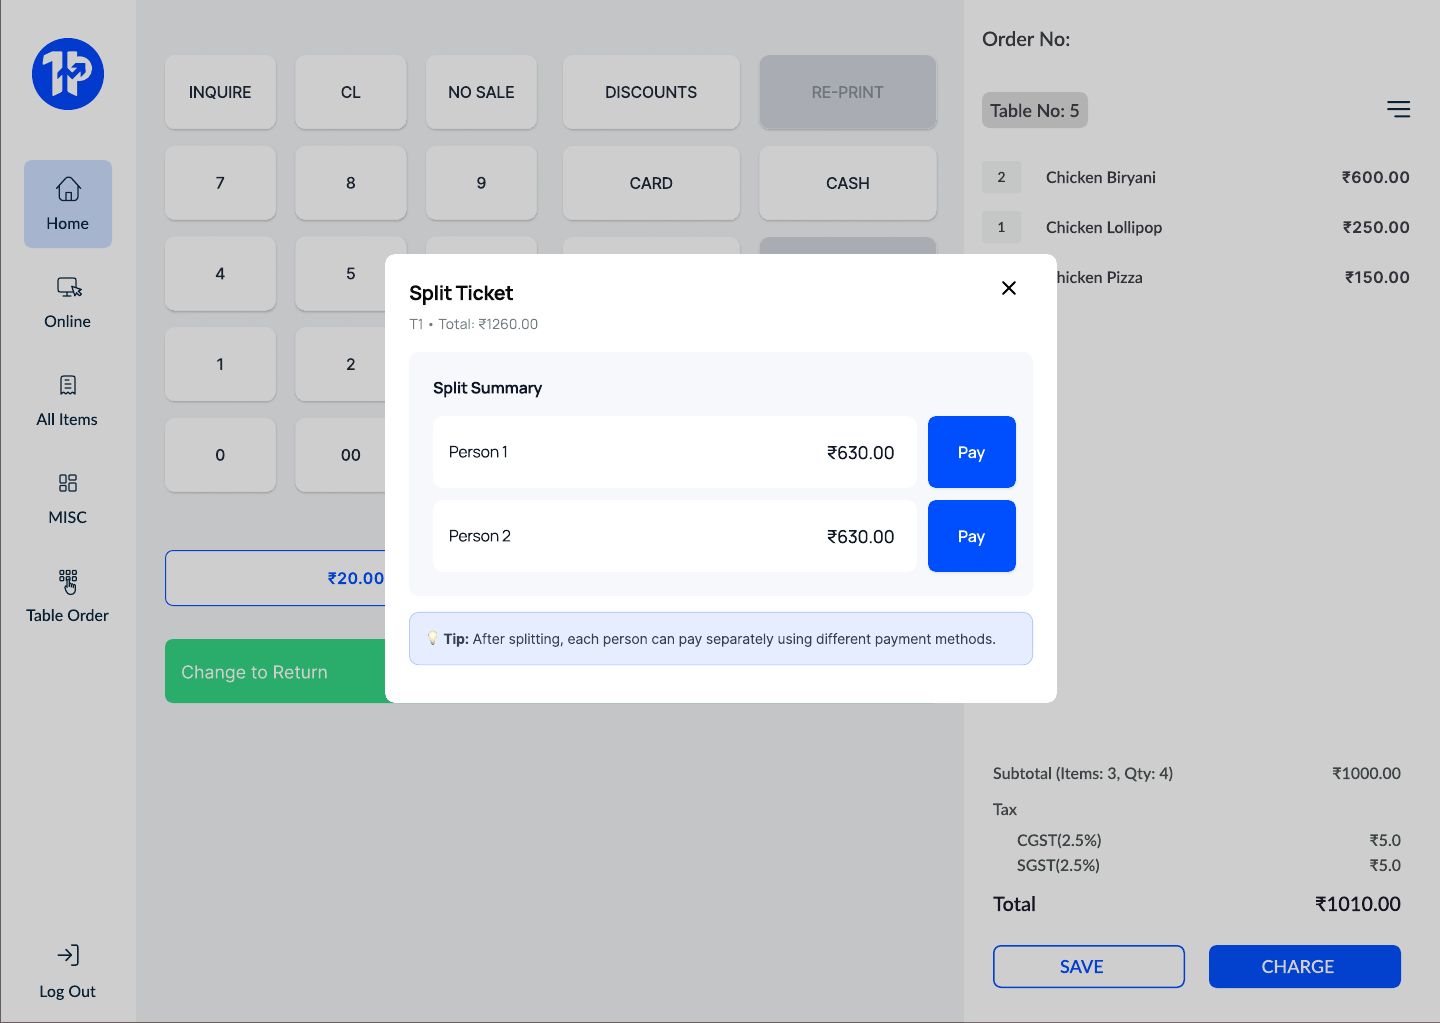 1P
Home
Online
All Items
MISC
Table Order
Log Out
INQUIRE
CL
NO SALE
DISCOUNTS
RE-PRINT
7
8
9
CARD
CASH
4
5
1
2
0
00
₹20.00
Change to Return
Split Ticket
T1 • Total: ₹1260.00
Split Summary
Person 1 ₹630.00 Pay
Person 2 ₹630.00 Pay
Tip: After splitting, each person can pay separately using different payment methods.
Order No:
Table No: 5
2 Chicken Biryani ₹600.00
1 Chicken Lollipop ₹250.00
hicken Pizza ₹150.00
Subtotal (Items: 3, Qty: 4) ₹1000.00
Tax
CGST(2.5%) ₹5.0
SGST(2.5%) ₹5.0
Total ₹1010.00
SAVE
CHARGE